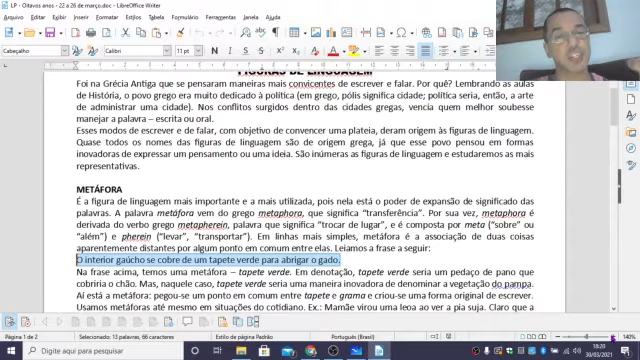 LP - Oitavos anos - 22 a 26 de março.docx - LibreOffice Writer
Arquivo Editar Exibir Inserir Formatar Estilos Tabela Formulário Ferramentas Janela Ajuda
Cabeçalho Calibri 11 pt
FIGURAS DE LINGUAGEM
Foi na Grécia Antiga que se pensaram maneiras mais convicentes de escrever e falar. Por quê? Lembrando as aulas
de História, o povo grego era muito dedicado à política (em grego, pólis significa cidade; política seria, então, a arte
de administrar uma cidade). Nos conflitos surgidos dentro das cidades gregas, vencia quem melhor soubesse
manejar a palavra – escrita ou oral.
Esses modos de escrever e de falar, com objetivo de convencer uma plateia, deram origem às figuras de linguagem.
Quase todos os nomes das figuras de linguagem são de origem grega, já que esse povo pensou em formas
inovadoras de expressar um pensamento ou uma ideia. São inúmeras as figuras de linguagem e estudaremos as mais
representativas.
METÁFORA
É a figura de linguagem mais importante e a mais utilizada, pois nela está o poder de expansão de significado das
palavras. A palavra metáfora vem do grego metaphora, que significa “transferência”. Por sua vez, metaphora é
derivada do verbo grego metapherein, palavra que significa “trocar de lugar”, e é composta por meta (“sobre” ou
“além”) e pherein (“levar”, “transportar”). Em linhas mais simples, metáfora é a associação de duas coisas
aparentemente distantes por algum ponto em comum entre elas. Leiamos a frase a seguir:
O interior gaúcho se cobre de um tapete verde para abrigar o gado.
Na frase acima, temos uma metáfora – tapete verde. Em denotação, tapete verde seria um pedaço de pano que
cobriria o chão. Mas, naquele caso, tapete verde seria uma maneira inovadora de denominar a vegetação do pampa.
Aí está a metáfora: pegou-se um ponto em comum entre tapete e grama e criou-se uma forma original de escrever.
Usamos metáforas até mesmo em situações do cotidiano. Ex.: Mamãe virou uma leoa ao ver a pia suja. Claro que a
Página 1 de 2 13 palavras, 66 caracteres Português (Brasil) 140%
Digite aqui para pesquisar
18:20
30/03/2021